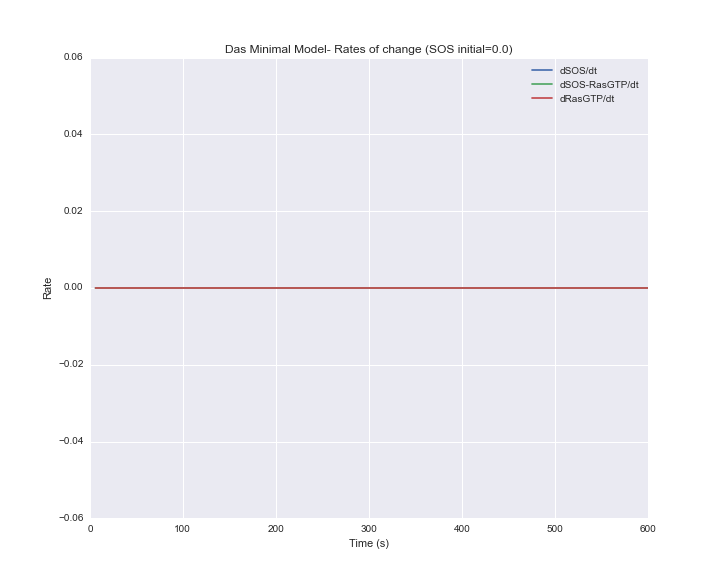 Das Minimal Model- Rates of change (SOS initial=0.0)
0.06
0.04
0.02
0.00
−0.02
−0.04
−0.06
Rate
dSOS/dt
dSOS-RasGTP/dt
dRasGTP/dt
0 100 200 300 400 500 600
Time (s)